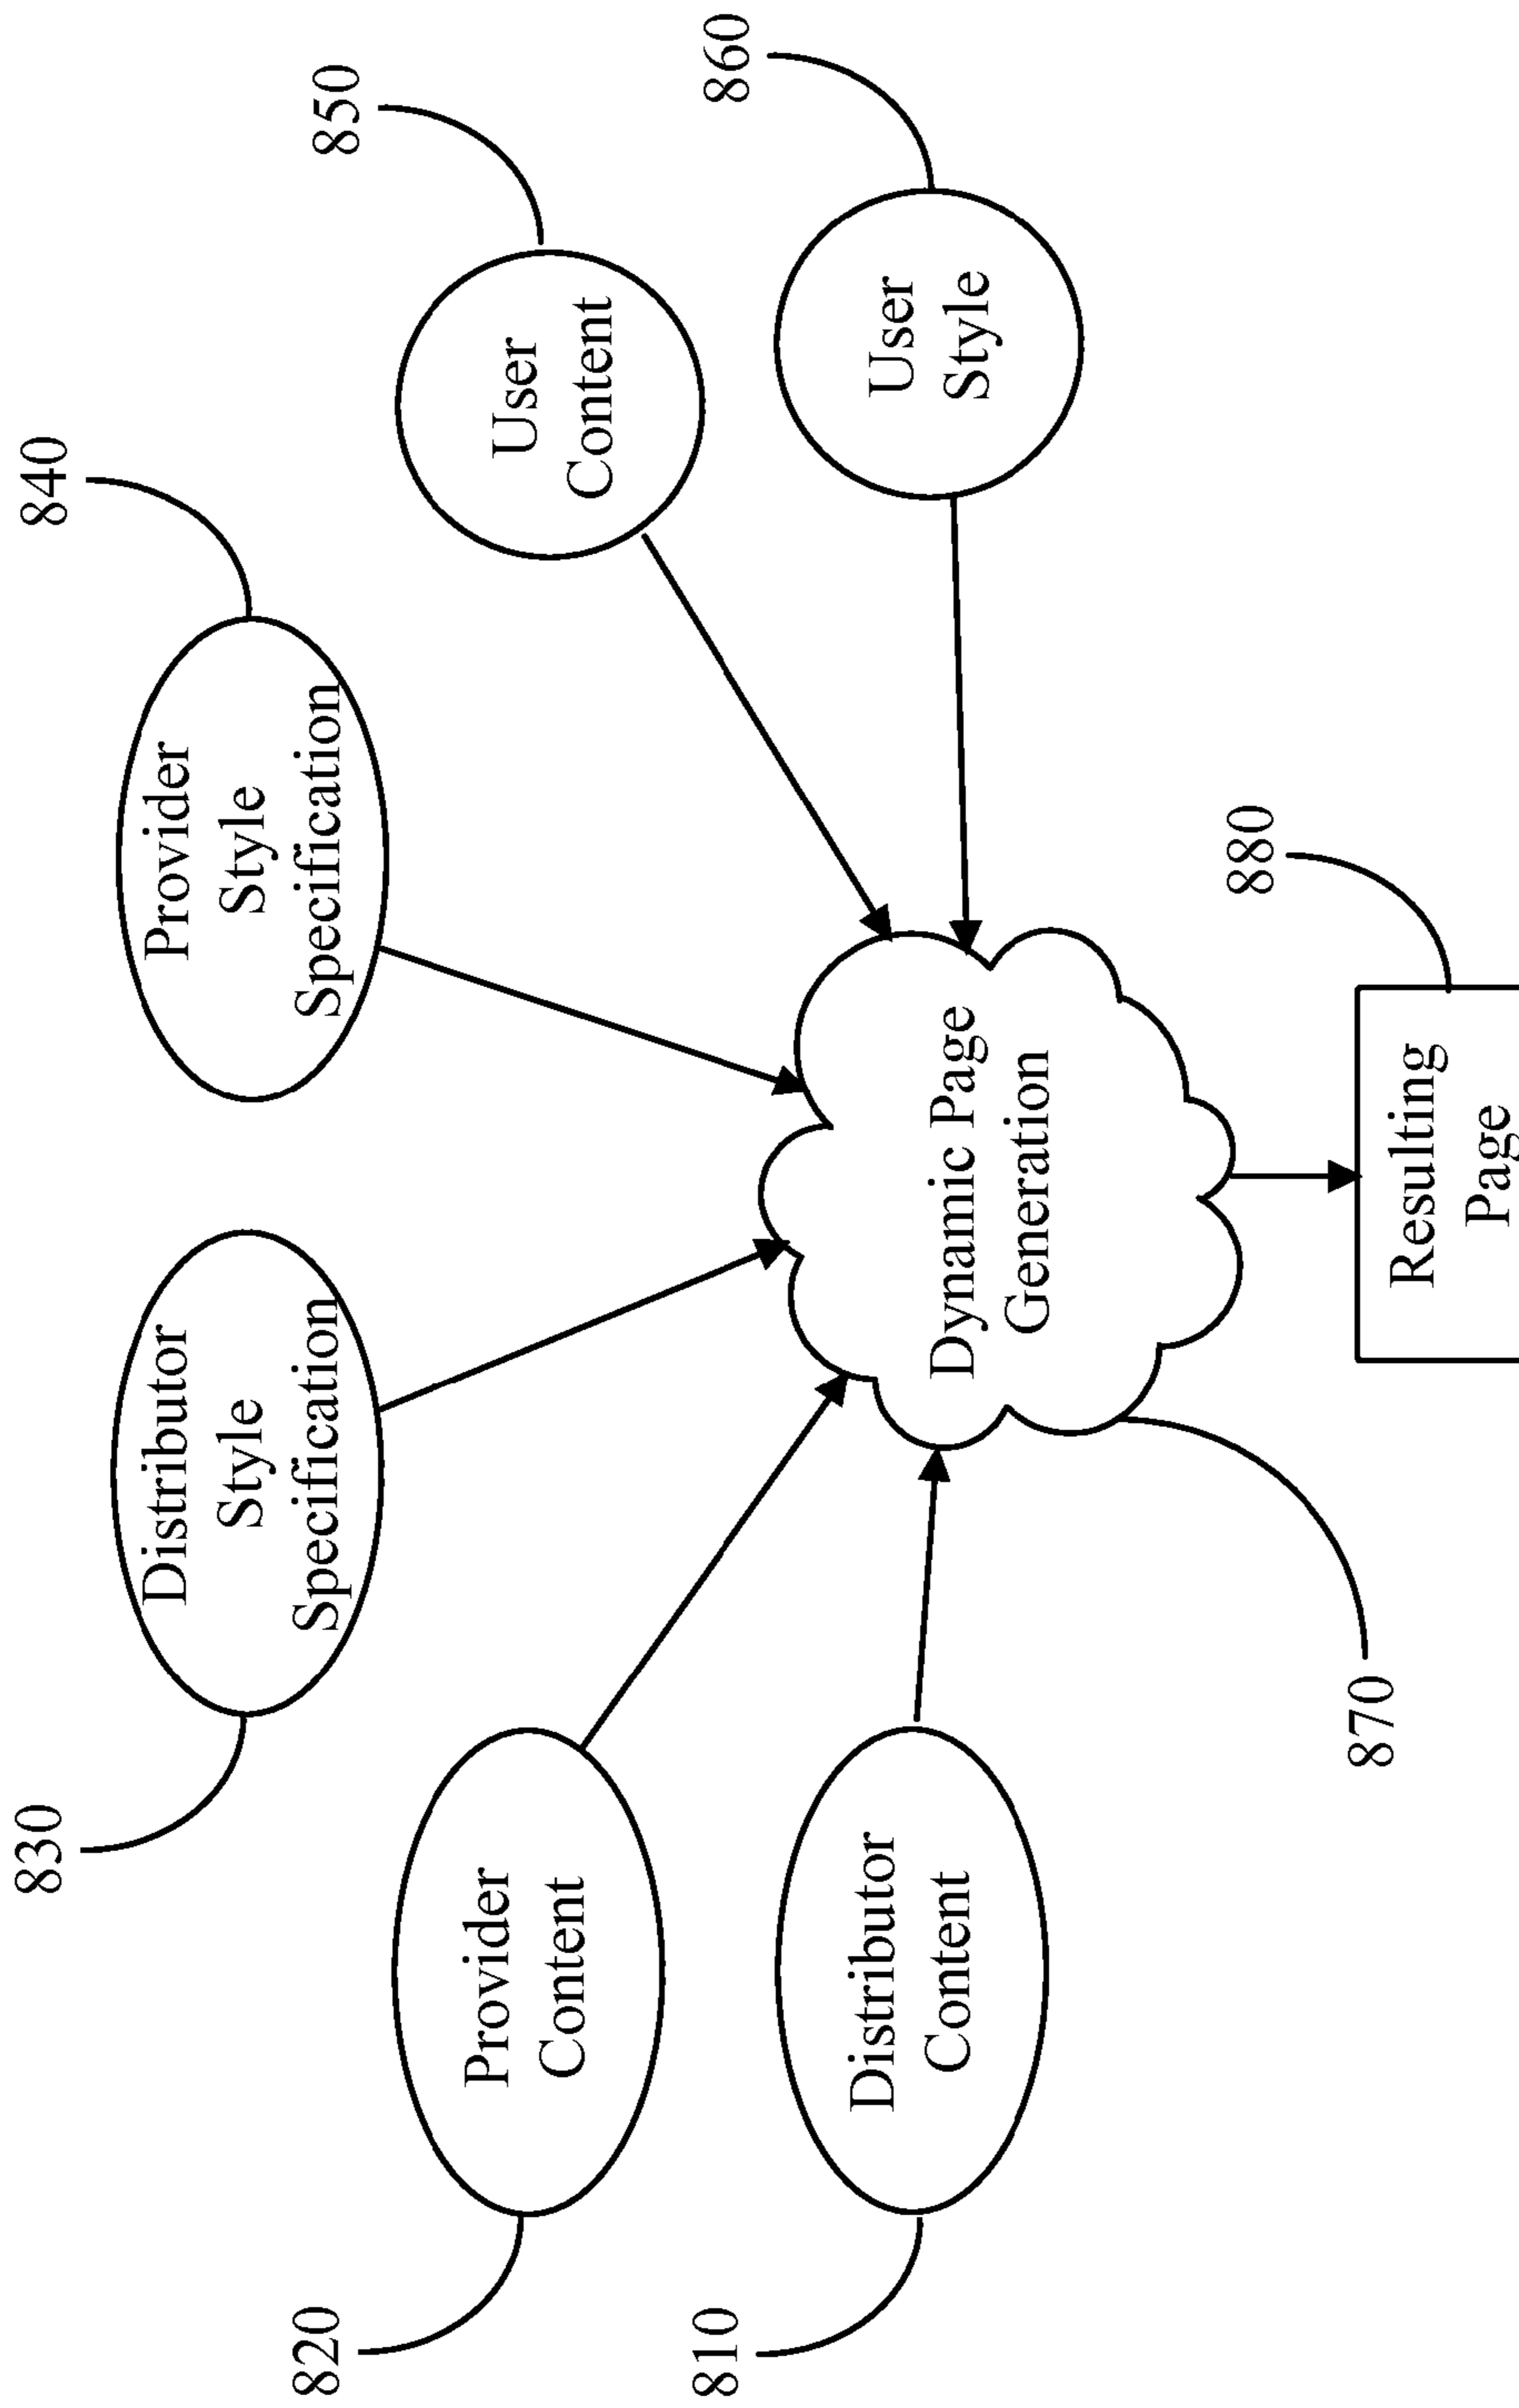 830
840
850
860
820
810
870
880
Distributor
Style
Specification
Provider
Style
Specification
Provider
Content
User
Content
Distributor
Content
User
Style
Dynamic Page
Generation
Resulting
Page